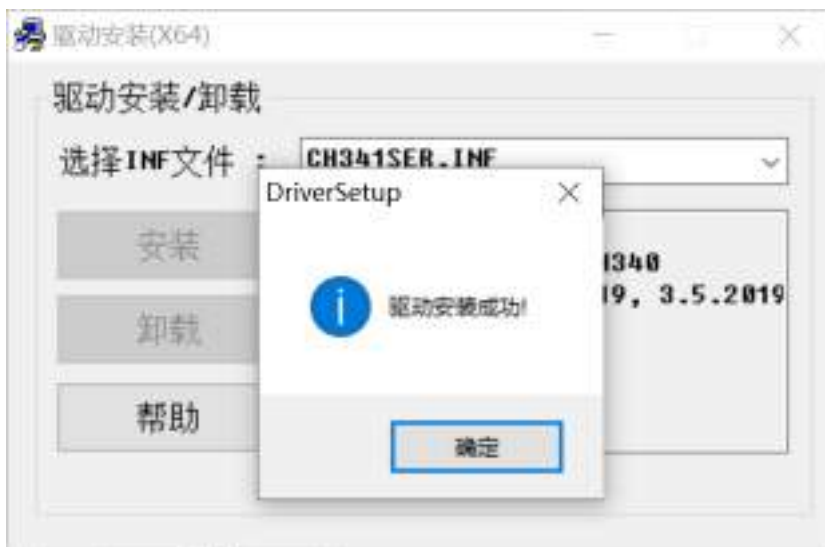 驱动安装(X64)
驱动安装/卸载
选择INF文件 : CH341SER.INF
DriverSetup
安装
驱动安装成功!
卸载
帮助
确定
H340
19, 3.5.2019